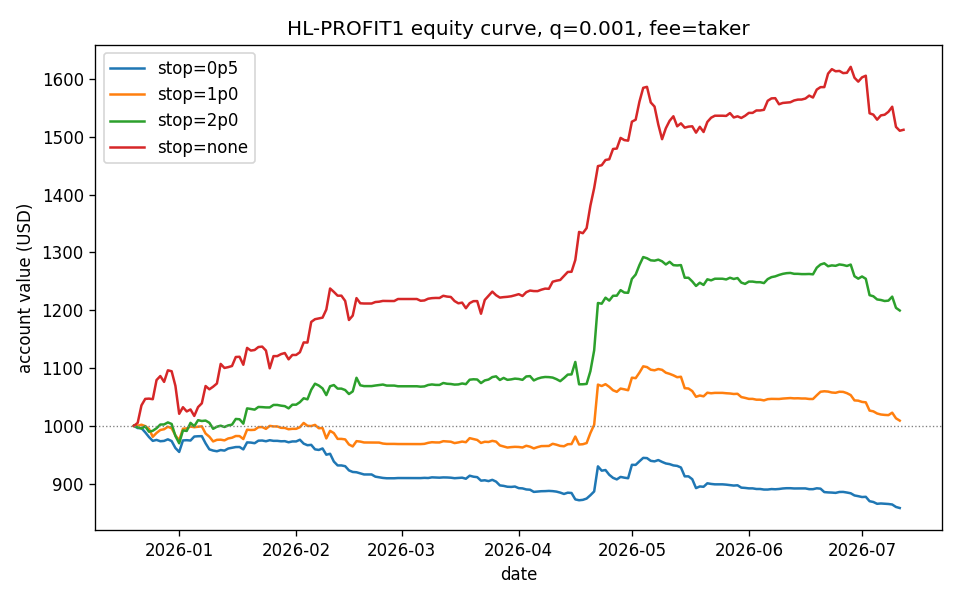 HL-PROFIT1 equity curve, q=0.001, fee=taker
stop=0p5
stop=1p0
stop=2p0
stop=none
account value (USD)
1600
1500
1400
1300
1200
1100
1000
900
2026-01
2026-02
2026-03
2026-04
2026-05
2026-06
2026-07
date